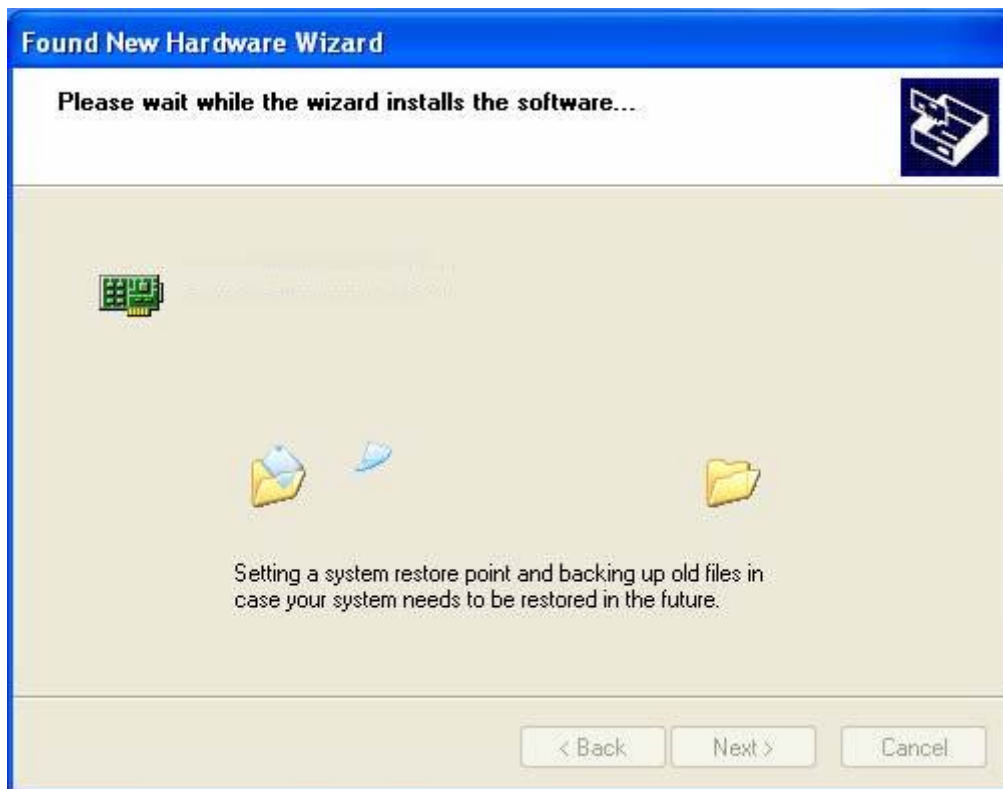 Found New Hardware Wizard
Please wait while the wizard installs the software...
Setting a system restore point and backing up old files in
case your system needs to be restored in the future.
< Back
Next >
Cancel